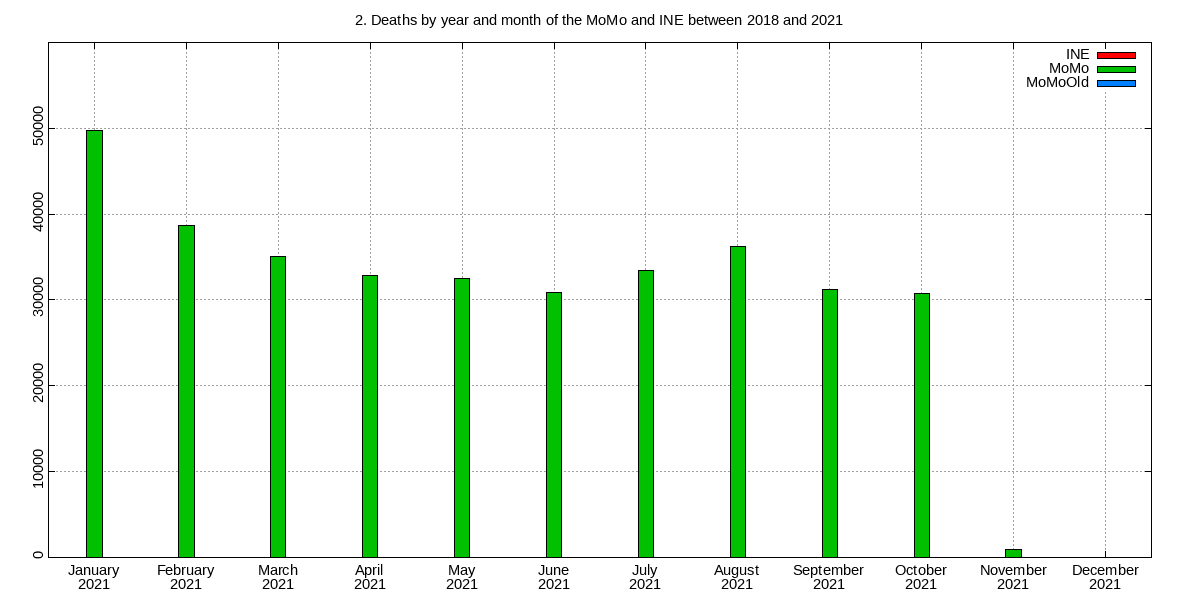 2. Deaths by year and month of the MoMo and INE between 2018 and 2021
INE
MoMo
MoMoOld
50000
40000
30000
20000
10000
0
January February March April May June July August September October November December
2021 2021 2021 2021 2021 2021 2021 2021 2021 2021 2021 2021